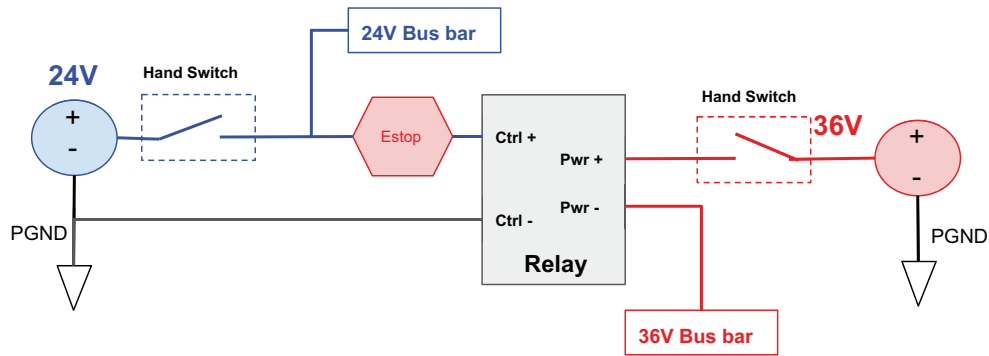 24V Bus bar
Hand Switch
24V
+
-
Estop
Ctrl +
Pwr +
Hand Switch
36V
+
-
Ctrl -
Pwr -
PGND
PGND
Relay
36V Bus bar